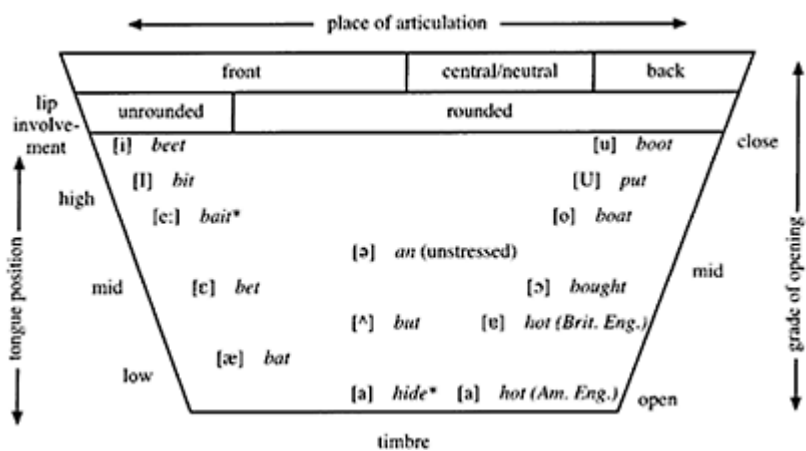 place of articulation
front central/neutral back
lip involve- ment unrounded rounded
[i] beet [u] boot close
[I] bit [U] put
high
[e:] bait* [o] boat
[ə] an (unstressed)
mid [ɛ] bet [ɔ] bought mid
[^] but [ɐ] hot (Brit. Eng.)
[æ] bat
low
[a] hide* [a] hot (Am. Eng.) open
timbre
tongue position
grade of opening